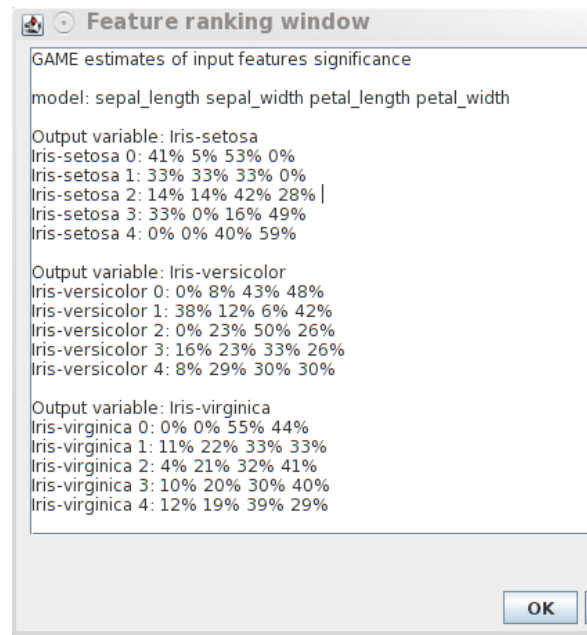 Feature ranking window
GAME estimates of input features significance
model: sepal_length sepal_width petal_length petal_width
Output variable: Iris-setosa
Iris-setosa 0: 41% 5% 53% 0%
Iris-setosa 1: 33% 33% 33% 0%
Iris-setosa 2: 14% 14% 42% 28%
Iris-setosa 3: 33% 0% 16% 49%
Iris-setosa 4: 0% 0% 40% 59%
Output variable: Iris-versicolor
Iris-versicolor 0: 0% 8% 43% 48%
Iris-versicolor 1: 38% 12% 6% 42%
Iris-versicolor 2: 0% 23% 50% 26%
Iris-versicolor 3: 16% 23% 33% 26%
Iris-versicolor 4: 8% 29% 30% 30%
Output variable: Iris-virginica
Iris-virginica 0: 0% 0% 55% 44%
Iris-virginica 1: 11% 22% 33% 33%
Iris-virginica 2: 4% 21% 32% 41%
Iris-virginica 3: 10% 20% 30% 40%
Iris-virginica 4: 12% 19% 39% 29%
OK